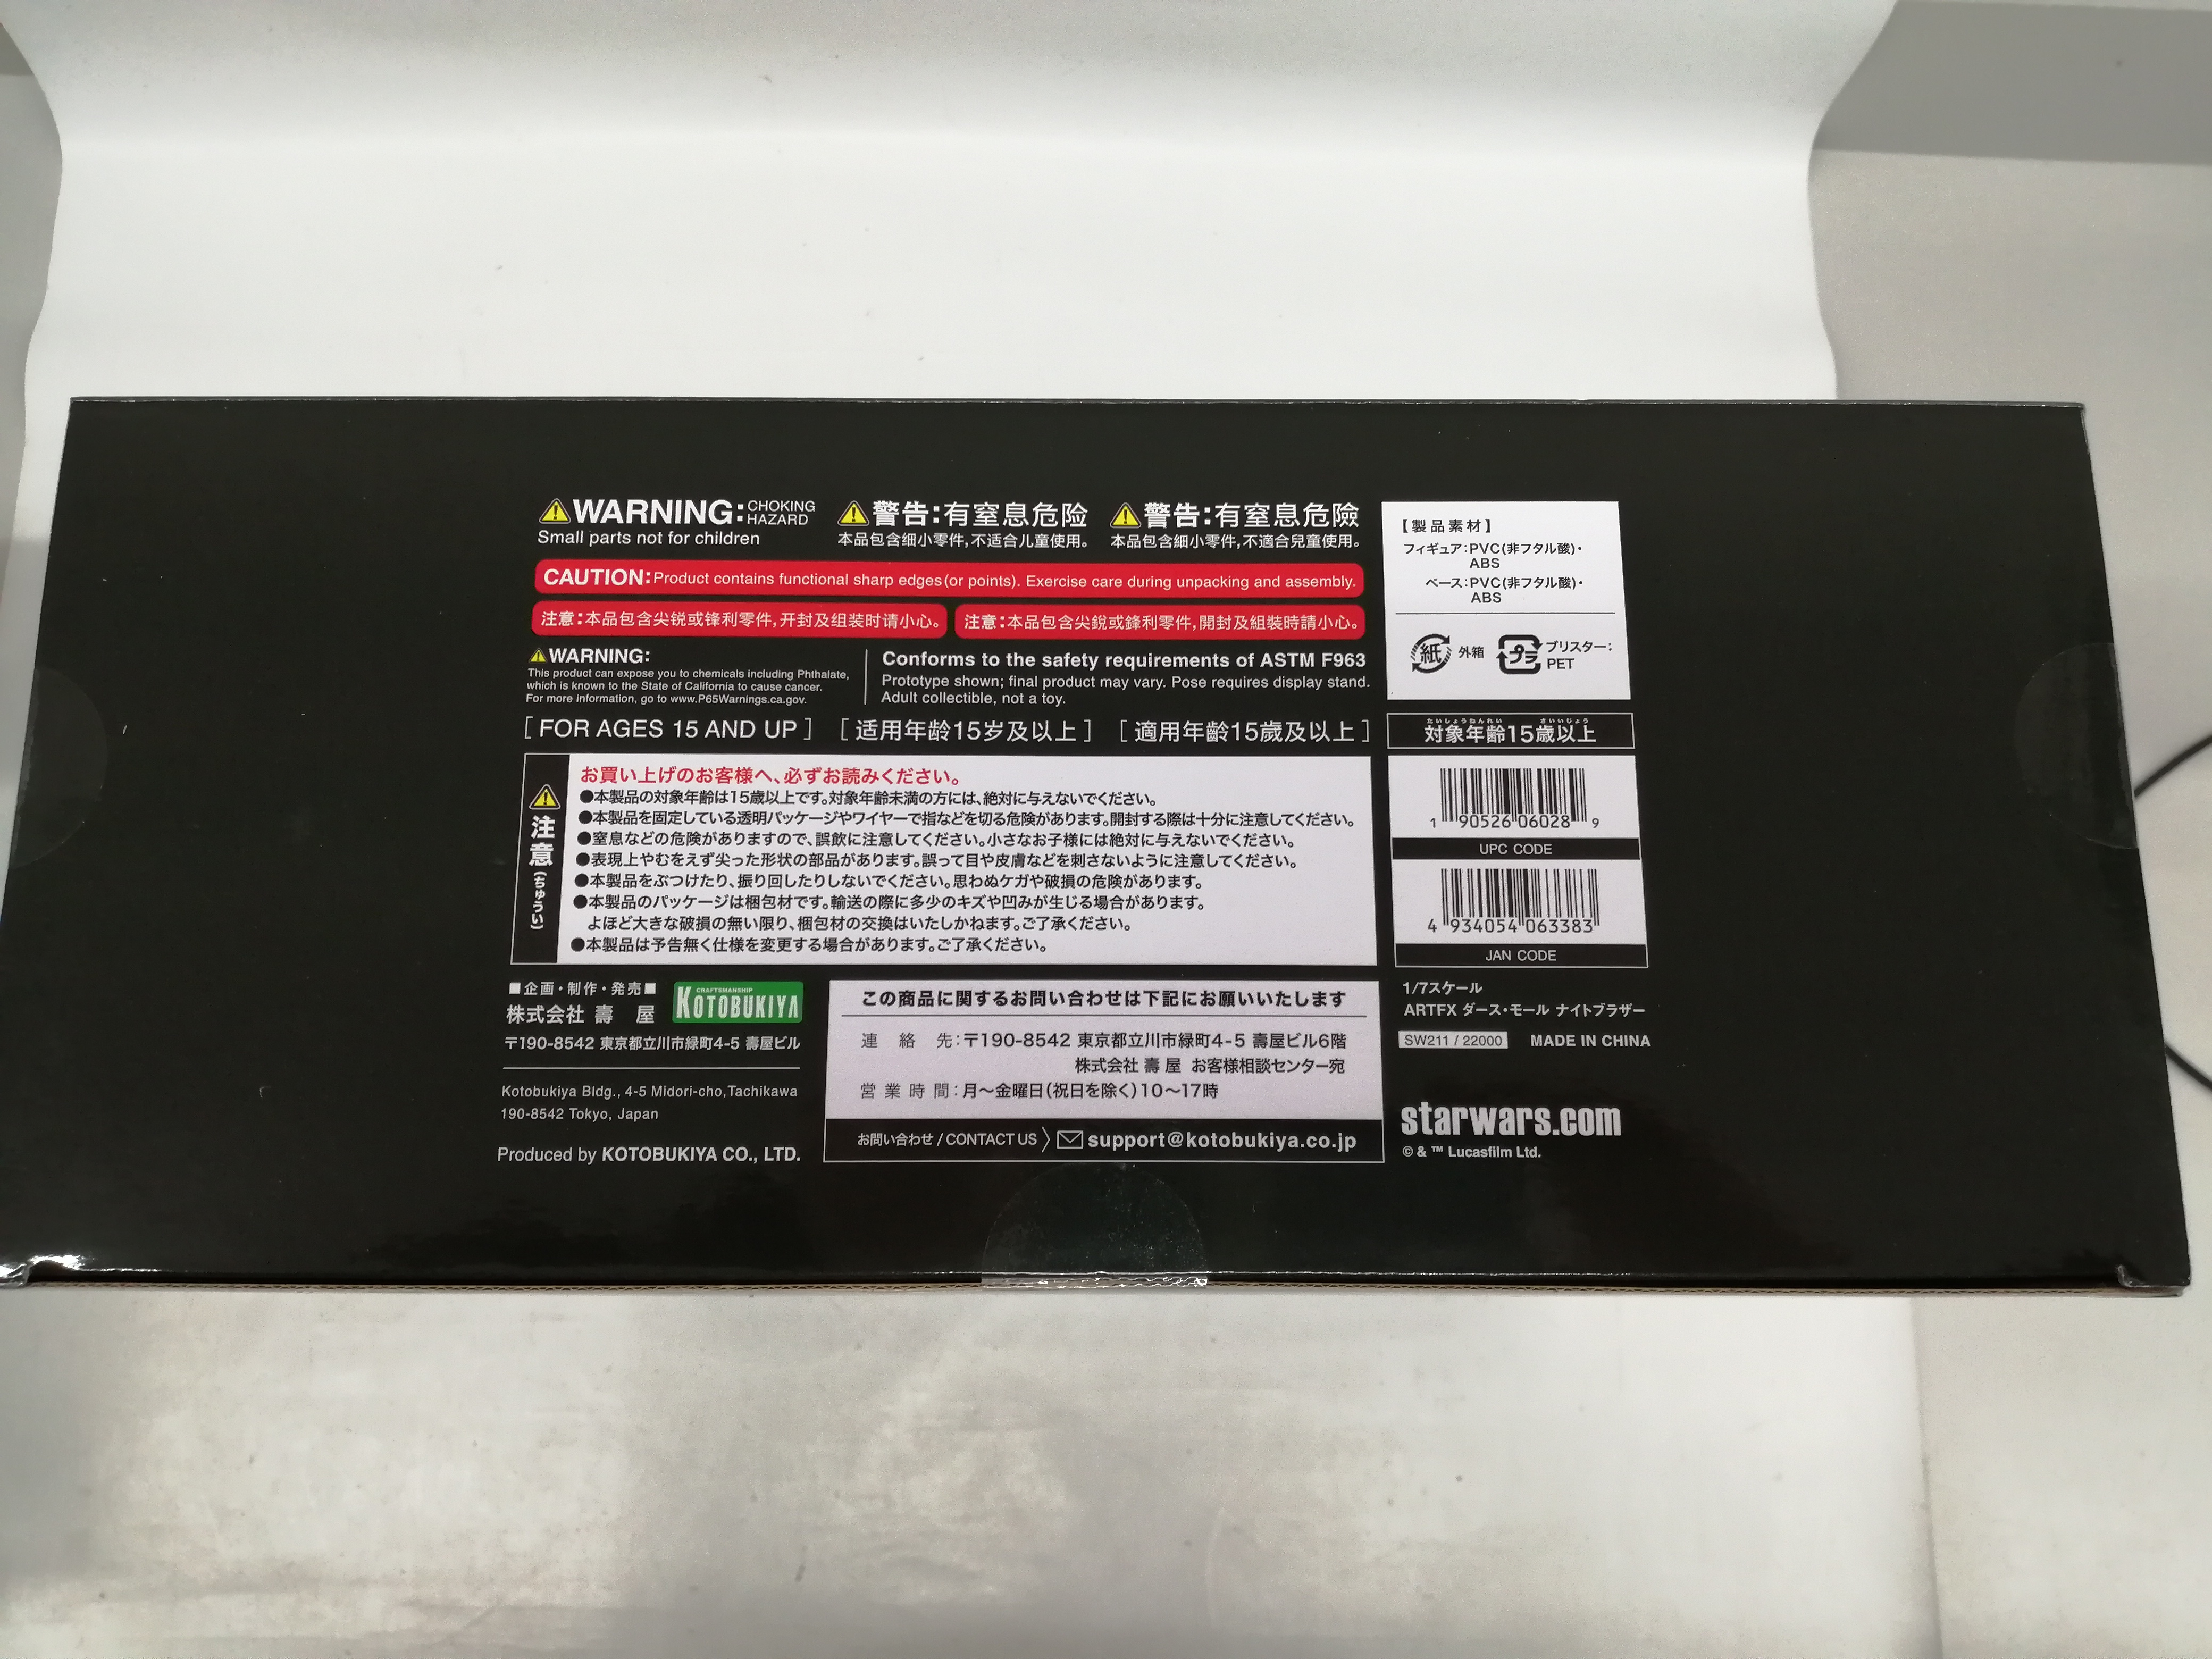 WARNING: CHOKING HAZARD
Small parts not for children
警告:有窒息危险
本品包含细小零件,不适合儿童使用。
警告:有窒息危險
本品包含細小零件,不適合兒童使用。
CAUTION:Product contains functional sharp edges(or points). Exercise care during unpacking and assembly.
注意:本品包含尖锐或锋利零件,开封及组装时请小心。
注意:本品包含尖銳或鋒利零件,開封及組裝時請小心。
WARNING:
This product can expose you to chemicals including Phthalate,
which is known to the State of California to cause cancer.
For more information, go to www.P65Warnings.ca.gov.
Conforms to the safety requirements of ASTM F963
Prototype shown; final product may vary. Pose requires display stand.
Adult collectible, not a toy.
[ FOR AGES 15 AND UP ] [ 适用年龄15岁及以上 ] [ 適用年齡15歲及以上 ]
注意(ちゅうい)
お買い上げのお客様へ、必ずお読みください。
●本製品の対象年齢は15歳以上です。対象年齢未満の方には、絶対に与えないでください。
●本製品を固定している透明パッケージやワイヤーで指などを切る危険があります。開封する際は十分に注意してください。
●窒息などの危険がありますので、誤飲に注意してください。小さなお子様には絶対に与えないでください。
●表現上やむをえず尖った形状の部品があります。誤って目や皮膚などを刺さないように注意してください。
●本製品をぶつけたり、振り回したりしないでください。思わぬケガや破損の危険があります。
●本製品のパッケージは梱包材です。輸送の際に多少のキズや凹みが生じる場合があります。
よほど大きな破損の無い限り、梱包材の交換はいたしかねます。ご了承ください。
●本製品は予告無く仕様を変更する場合があります。ご了承ください。
【製品素材】
フィギュア:PVC(非フタル酸)・
ABS
ベース:PVC(非フタル酸)・
ABS
紙 外箱
プラ ブリスター:
PET
たいしょうねんれい さいいじょう
対象年齢15歳以上
1 90526 06028 9
UPC CODE
4 934054 063383
JAN CODE
■企画・制作・発売■
株式会社 壽 屋
CRAFTSMANSHIP
KOTOBUKIYA
〒190-8542 東京都立川市緑町4-5 壽屋ビル
Kotobukiya Bldg., 4-5 Midori-cho,Tachikawa
190-8542 Tokyo, Japan
Produced by KOTOBUKIYA CO., LTD.
この商品に関するお問い合わせは下記にお願いいたします
連絡先:〒190-8542 東京都立川市緑町4-5 壽屋ビル6階
株式会社 壽 屋 お客様相談センター宛
営業時間:月〜金曜日(祝日を除く)10〜17時
お問い合わせ / CONTACT US support@kotobukiya.co.jp
1/7スケール
ARTFX ダース・モール ナイトブラザー
SW211 / 22000 MADE IN CHINA
starwars.com
© & ™ Lucasfilm Ltd.